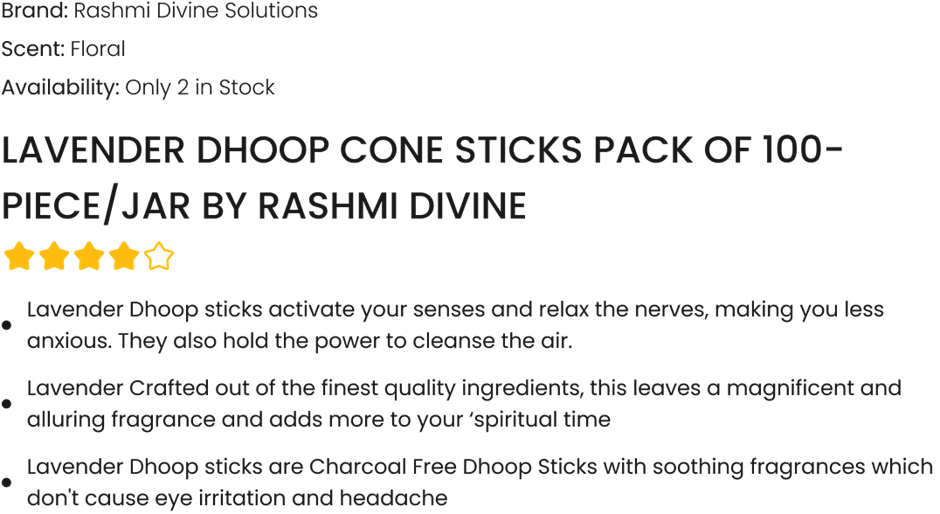 Brand: Rashmi Divine Solutions
Scent: Floral
Availability: Only 2 in Stock
LAVENDER DHOOP CONE STICKS PACK OF 100-
PIECE/JAR BY RASHMI DIVINE
Lavender Dhoop sticks activate your senses and relax the nerves, making you less
anxious. They also hold the power to cleanse the air.
Lavender Crafted out of the finest quality ingredients, this leaves a magnificent and
alluring fragrance and adds more to your ‘spiritual time
Lavender Dhoop sticks are Charcoal Free Dhoop Sticks with soothing fragrances which
don't cause eye irritation and headache